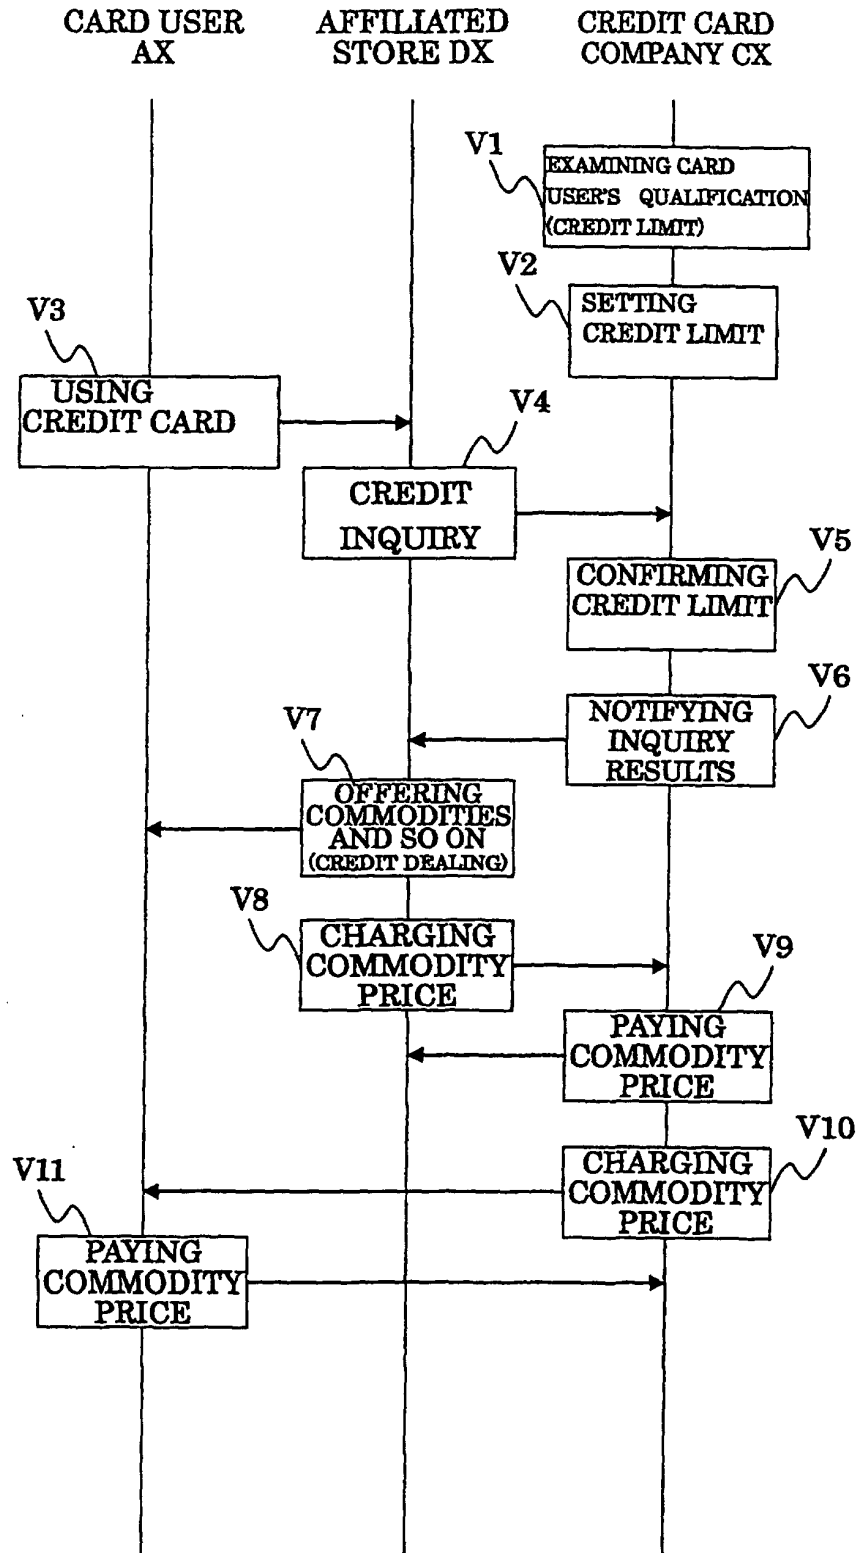 CARD USER
AX
AFFILIATED
STORE DX
CREDIT CARD
COMPANY CX
V1
EXAMINING CARD
USER'S QUALIFICATION
(CREDIT LIMIT)
V2
SETTING
CREDIT LIMIT
V3
USING
CREDIT CARD
V4
CREDIT
INQUIRY
V5
CONFIRMING
CREDIT LIMIT
V6
NOTIFYING
INQUIRY
RESULTS
V7
OFFERING
COMMODITIES
AND SO ON
(CREDIT DEALING)
V8
CHARGING
COMMODITY
PRICE
V9
PAYING
COMMODITY
PRICE
V10
CHARGING
COMMODITY
PRICE
V11
PAYING
COMMODITY
PRICE